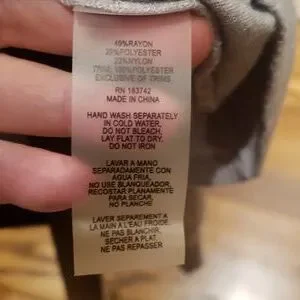 49%RAYON
29%POLYESTER
22%NYLON
TRIM: 100%POLYESTER
EXCLUSIVE OF TRIMS
RN 163742
MADE IN CHINA
HAND WASH SEPARATELY
IN COLD WATER,
DO NOT BLEACH,
LAY FLAT TO DRY.
DO NOT IRON
LAVAR A MANO
SEPARADAMENTE CON
AGUA FRIA,
NO USE BLANQUEADOR,
RECOSTAR PLANAMENTE
PARA SECAR,
NO PLANCHE
LAVER SEPAREMENT A
LA MAIN A L'EAU FROIDE.
NE PAS BLANCHIR,
SECHER A PLAT,
NE PAS REPASSER